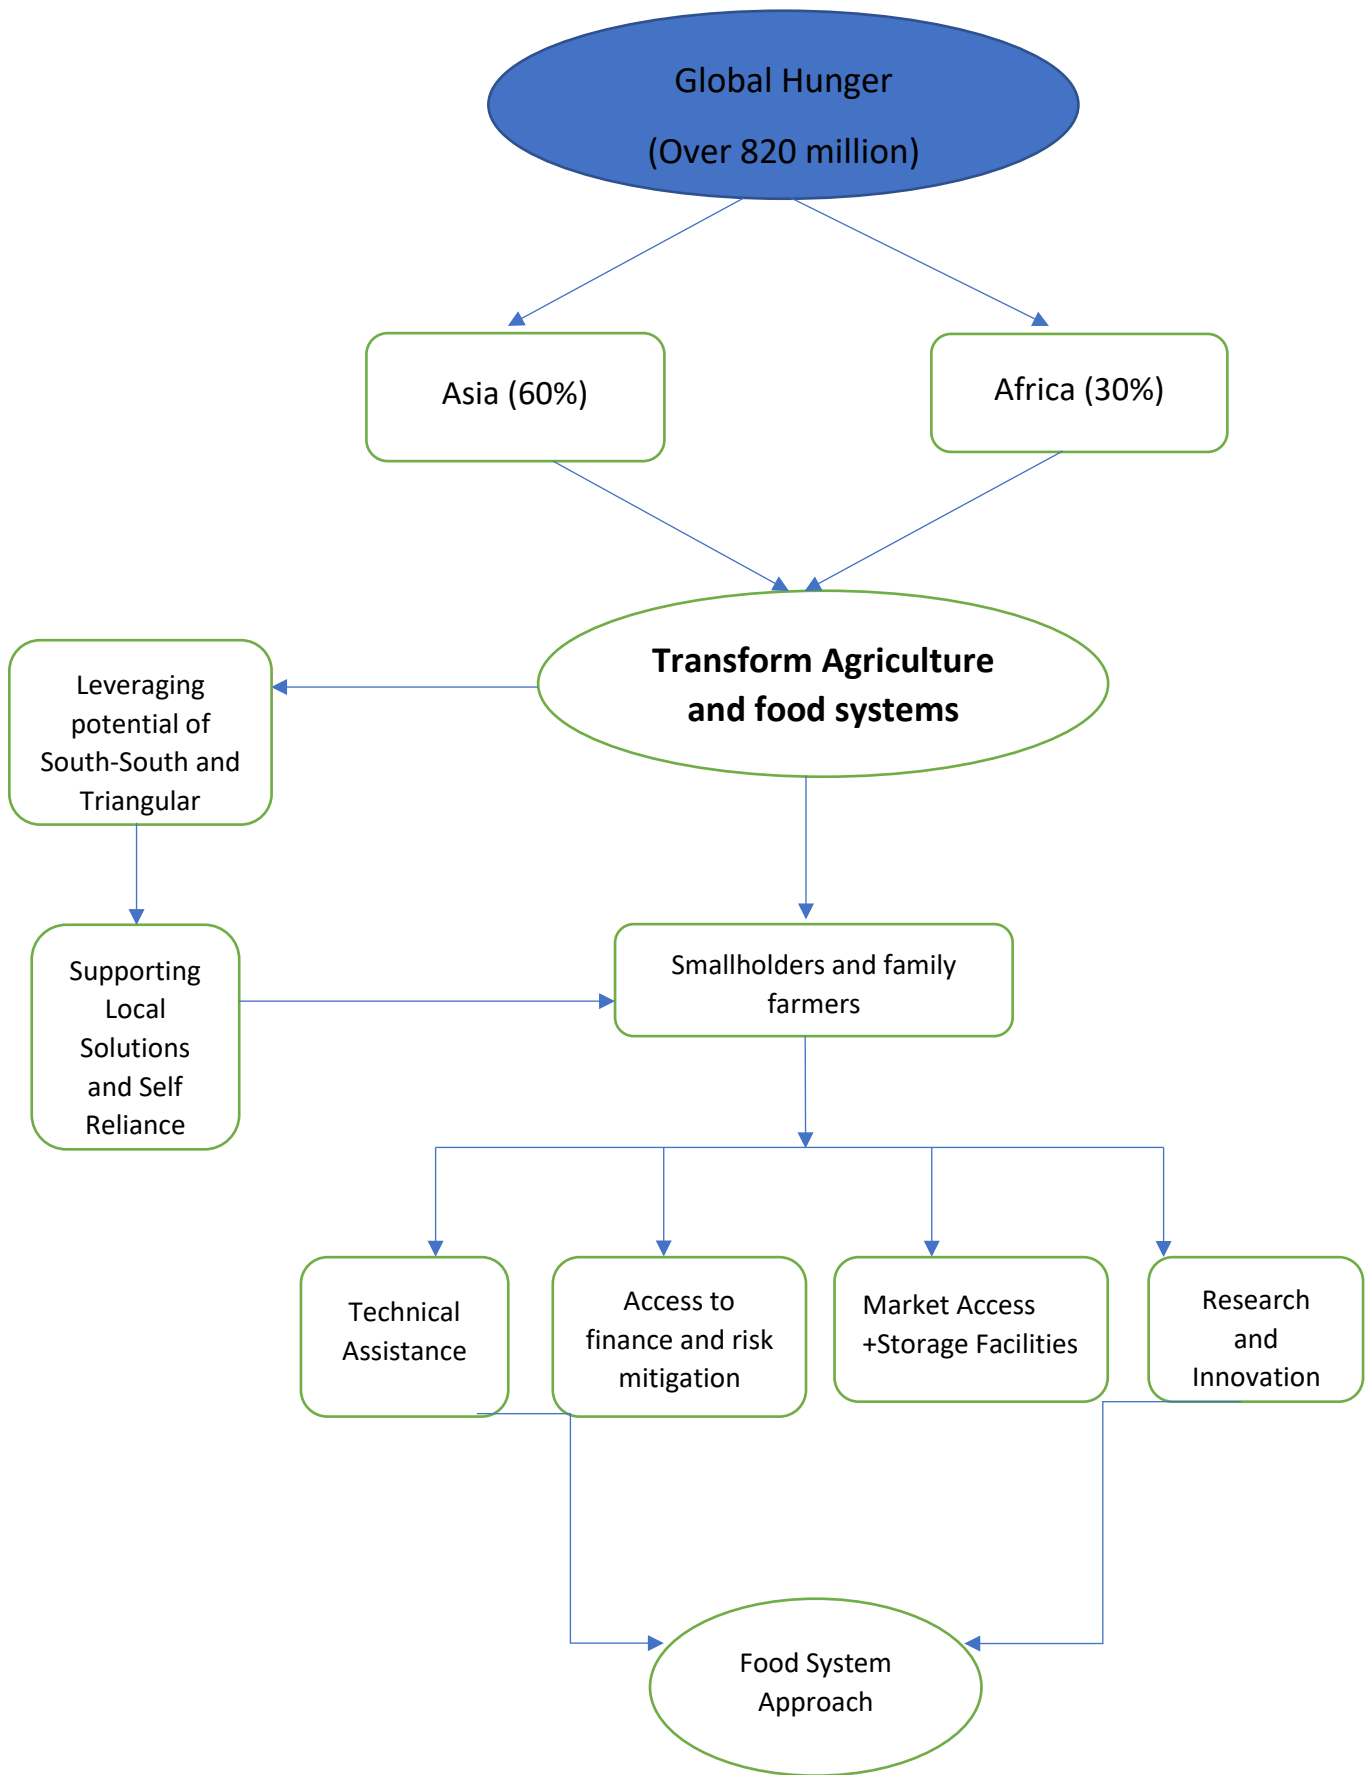 Global Hunger
(Over 820 million)
Asia (60%)
Africa (30%)
Transform Agriculture
and food systems
Leveraging
potential of
South-South and
Triangular
Supporting
Local
Solutions
and Self
Reliance
Smallholders and family
farmers
Technical
Assistance
Access to
finance and risk
mitigation
Market Access
+Storage Facilities
Research
and
Innovation
Food System
Approach